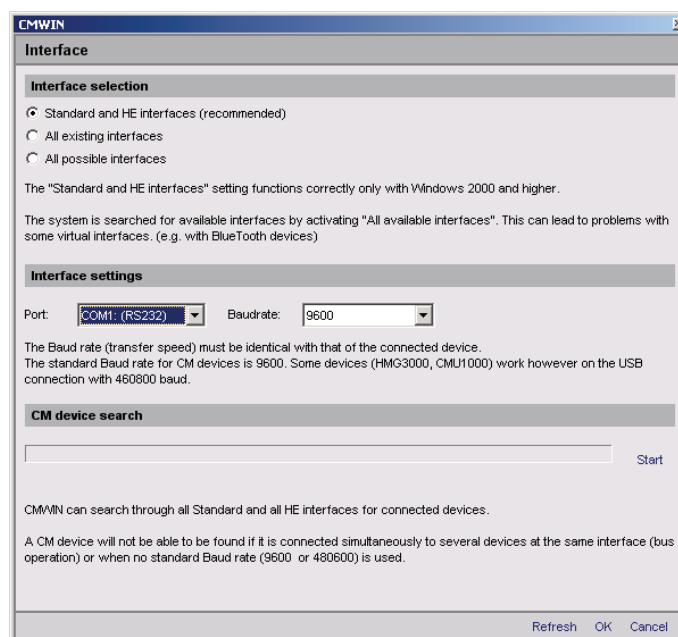 CMWIN
Interface
Interface selection
Standard and HE interfaces (recommended)
All existing interfaces
All possible interfaces
The "Standard and HE interfaces" setting functions correctly only with Windows 2000 and higher.
The system is searched for available interfaces by activating "All available interfaces". This can lead to problems with
some virtual interfaces. (e.g. with BlueTooth devices)
Interface settings
Port: COM1: (RS232) Baudrate: 9600
The Baud rate (transfer speed) must be identical with that of the connected device.
The standard Baud rate for CM devices is 9600. Some devices (HMG3000, CMU1000) work however on the USB
connection with 460800 baud.
CM device search
Start
CMWIN can search through all Standard and all HE interfaces for connected devices.
A CM device will not be able to be found if it is connected simultaneously to several devices at the same interface (bus
operation) or when no standard Baud rate (9600 or 480600) is used.
Refresh OK Cancel